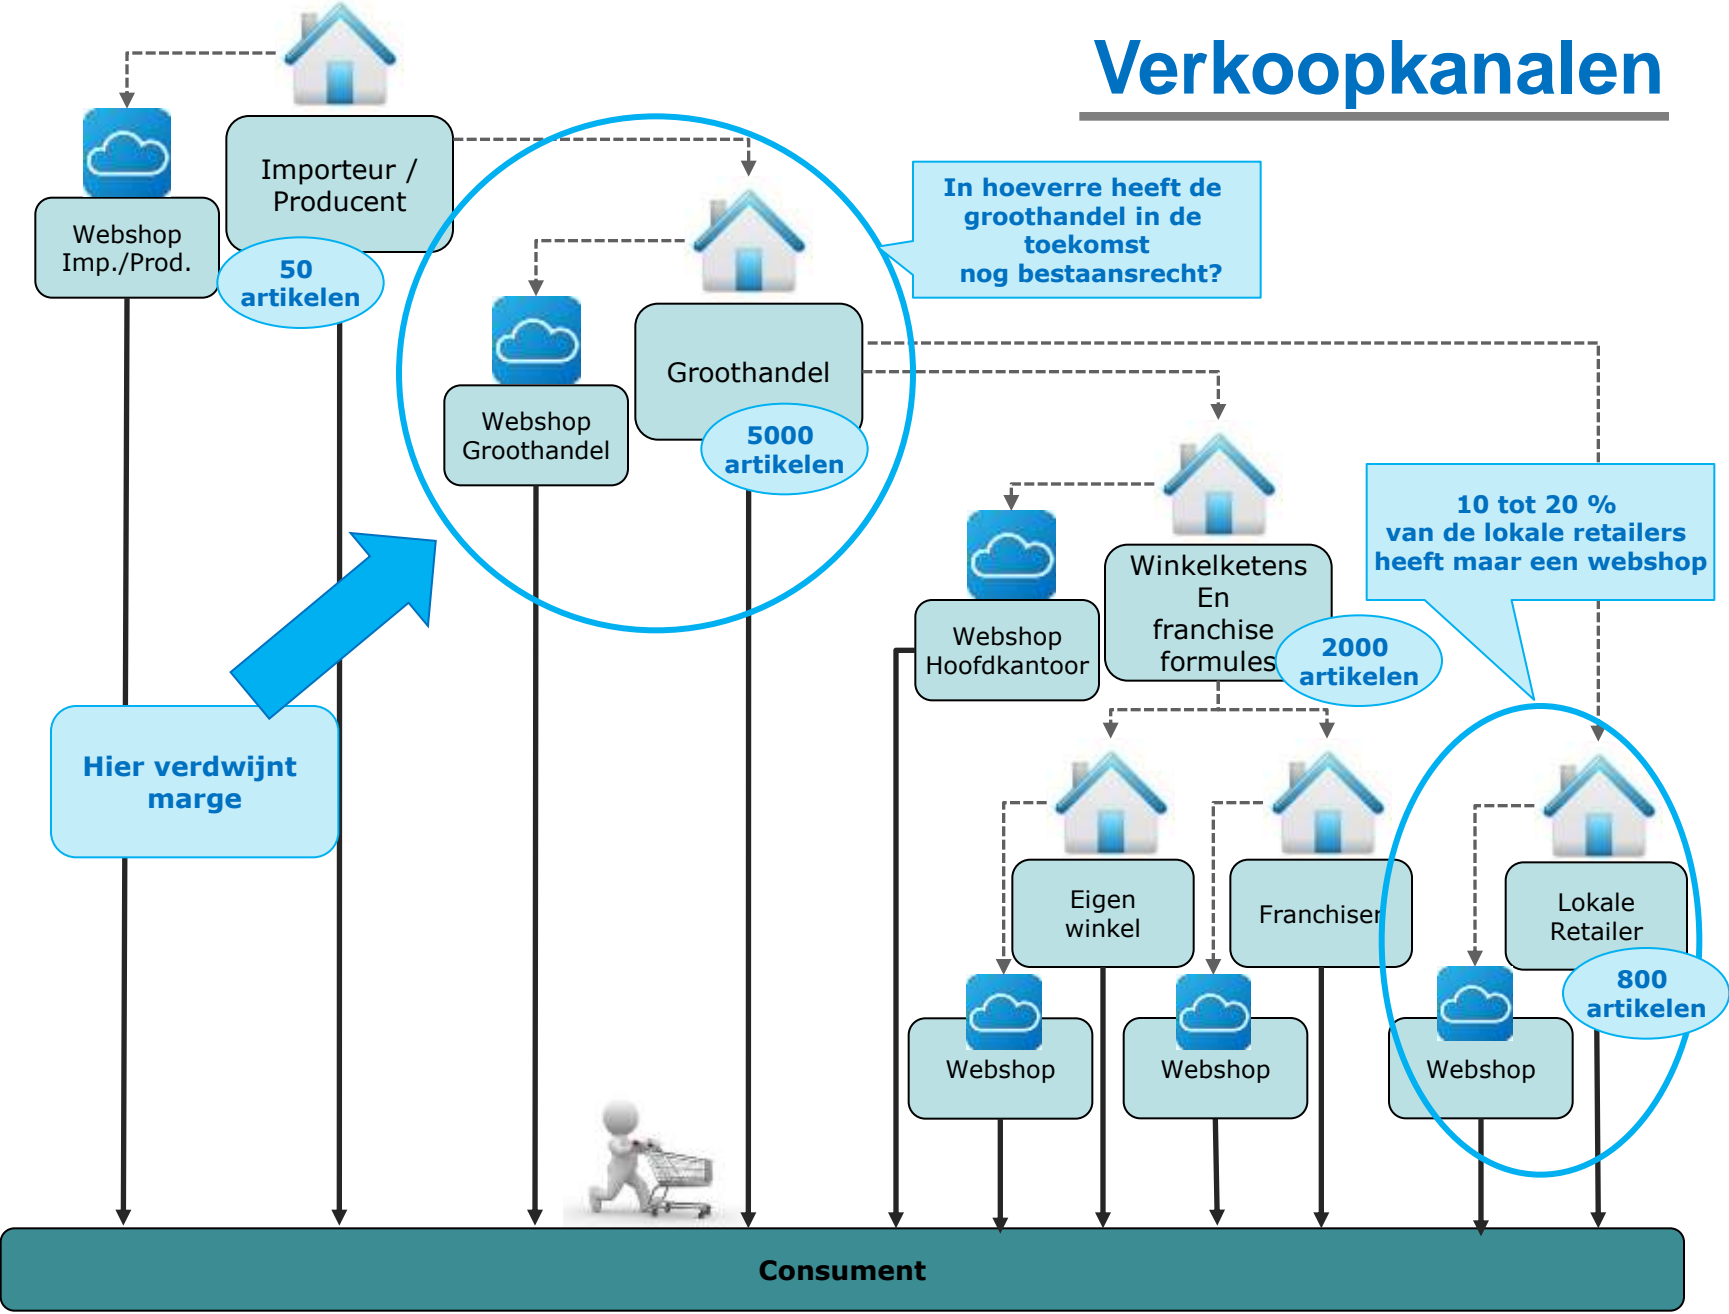 Verkoopkanalen
Importeur /
Producent
Webshop
Imp./Prod.
50
artikelen
In hoeverre heeft de
groothandel in de
toekomst
nog bestaansrecht?
Groothandel
Webshop
Groothandel
5000
artikelen
10 tot 20 %
van de lokale retailers
heeft maar een webshop
Winkelketens
En
franchise
formules
Webshop
Hoofdkantoor
2000
artikelen
Hier verdwijnt
marge
Eigen
winkel
Franchiser
Lokale
Retailer
800
artikelen
Webshop
Webshop
Webshop
Consument